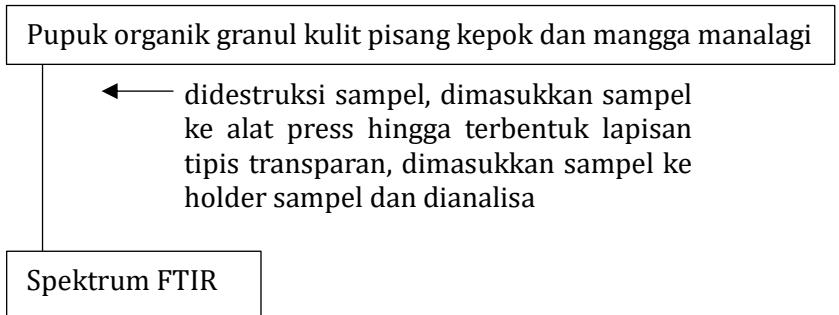 Pupuk organik granul kulit pisang kepok dan mangga manalagi
didestruksi sampel, dimasukkan sampel
ke alat press hingga terbentuk lapisan
tipis transparan, dimasukkan sampel ke
holder sampel dan dianalisa
Spektrum FTIR